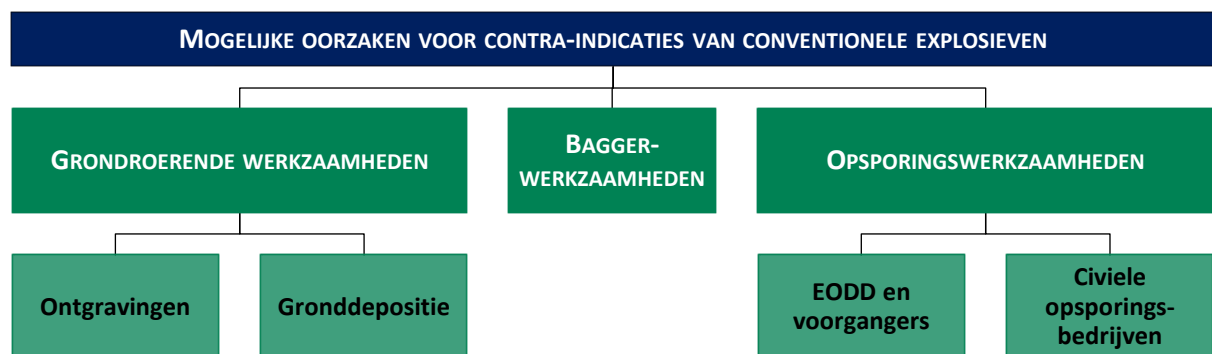 MOGELIJKE OORZAKEN VOOR CONTRA-INDICATIES VAN CONVENTIONELE EXPLOSIEVEN
GRONDROERENDE WERKZAAMHEDEN
BAGGER-
WERKZAAMHEDEN
OPSPORINGSWERKZAAMHEDEN
Ontgravingen
Gronddepositie
EODD en
voorgangers
Civiele
opsporings-
bedrijven